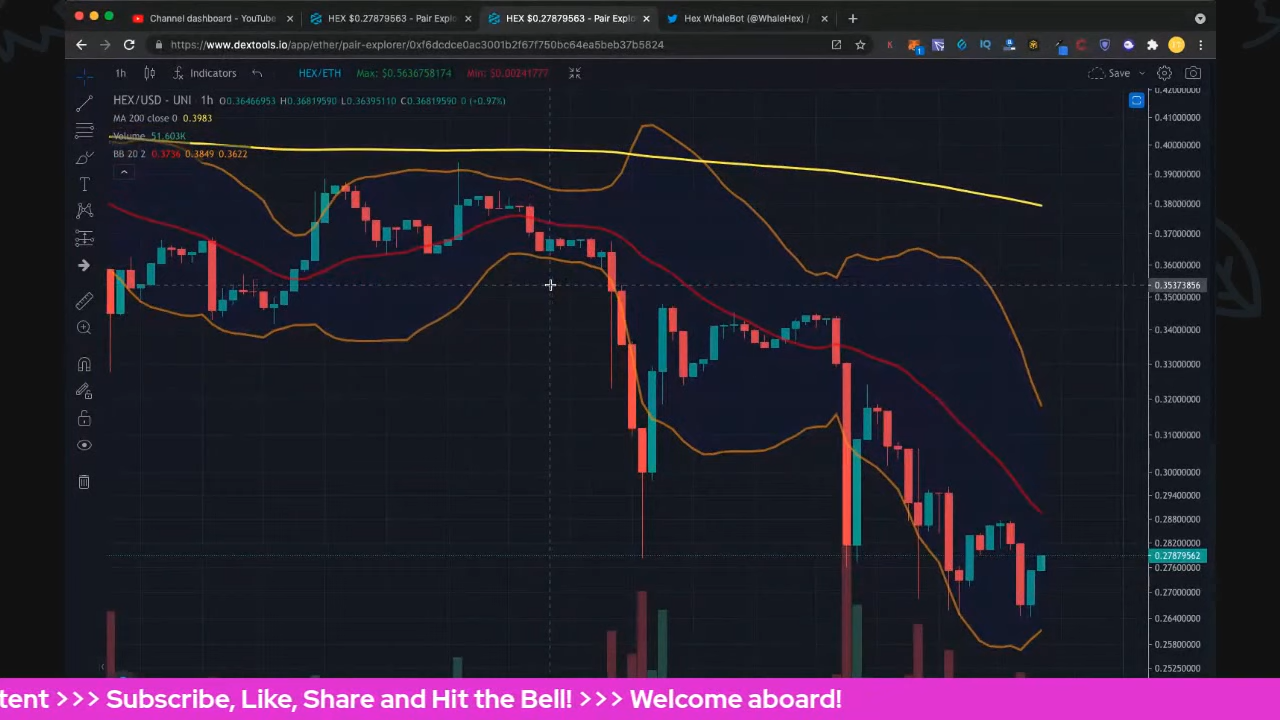 Channel dashboard - YouTube
HEX $0.27879563 - Pair Explo
HEX $0.27879563 - Pair Explo
Hex WhaleBot (@WhaleHex) /
https://www.dextools.io/app/ether/pair-explorer/0xf6dcdce0ac3001b2f67f750bc64ea5beb37b5824
1h
Indicators
HEX/ETH
Max: $0.5636758174
Min: $0.00241777
Save
HEX/USD - UNI 1h O0.36466953 H0.36819590 L0.36395110 C0.36819590 0 (+0.97%)
MA 200 close 0 0.3983
Volume 51.603K
BB 20 2 0.3736 0.3849 0.3622
0.42000000
0.41000000
0.40000000
0.39000000
0.38000000
0.37000000
0.36000000
0.35373856
0.35000000
0.34000000
0.33000000
0.32000000
0.31000000
0.30000000
0.29400000
0.28800000
0.28200000
0.27879562
0.27600000
0.27000000
0.26400000
0.25800000
0.25250000
tent >>> Subscribe, Like, Share and Hit the Bell! >>> Welcome aboard!